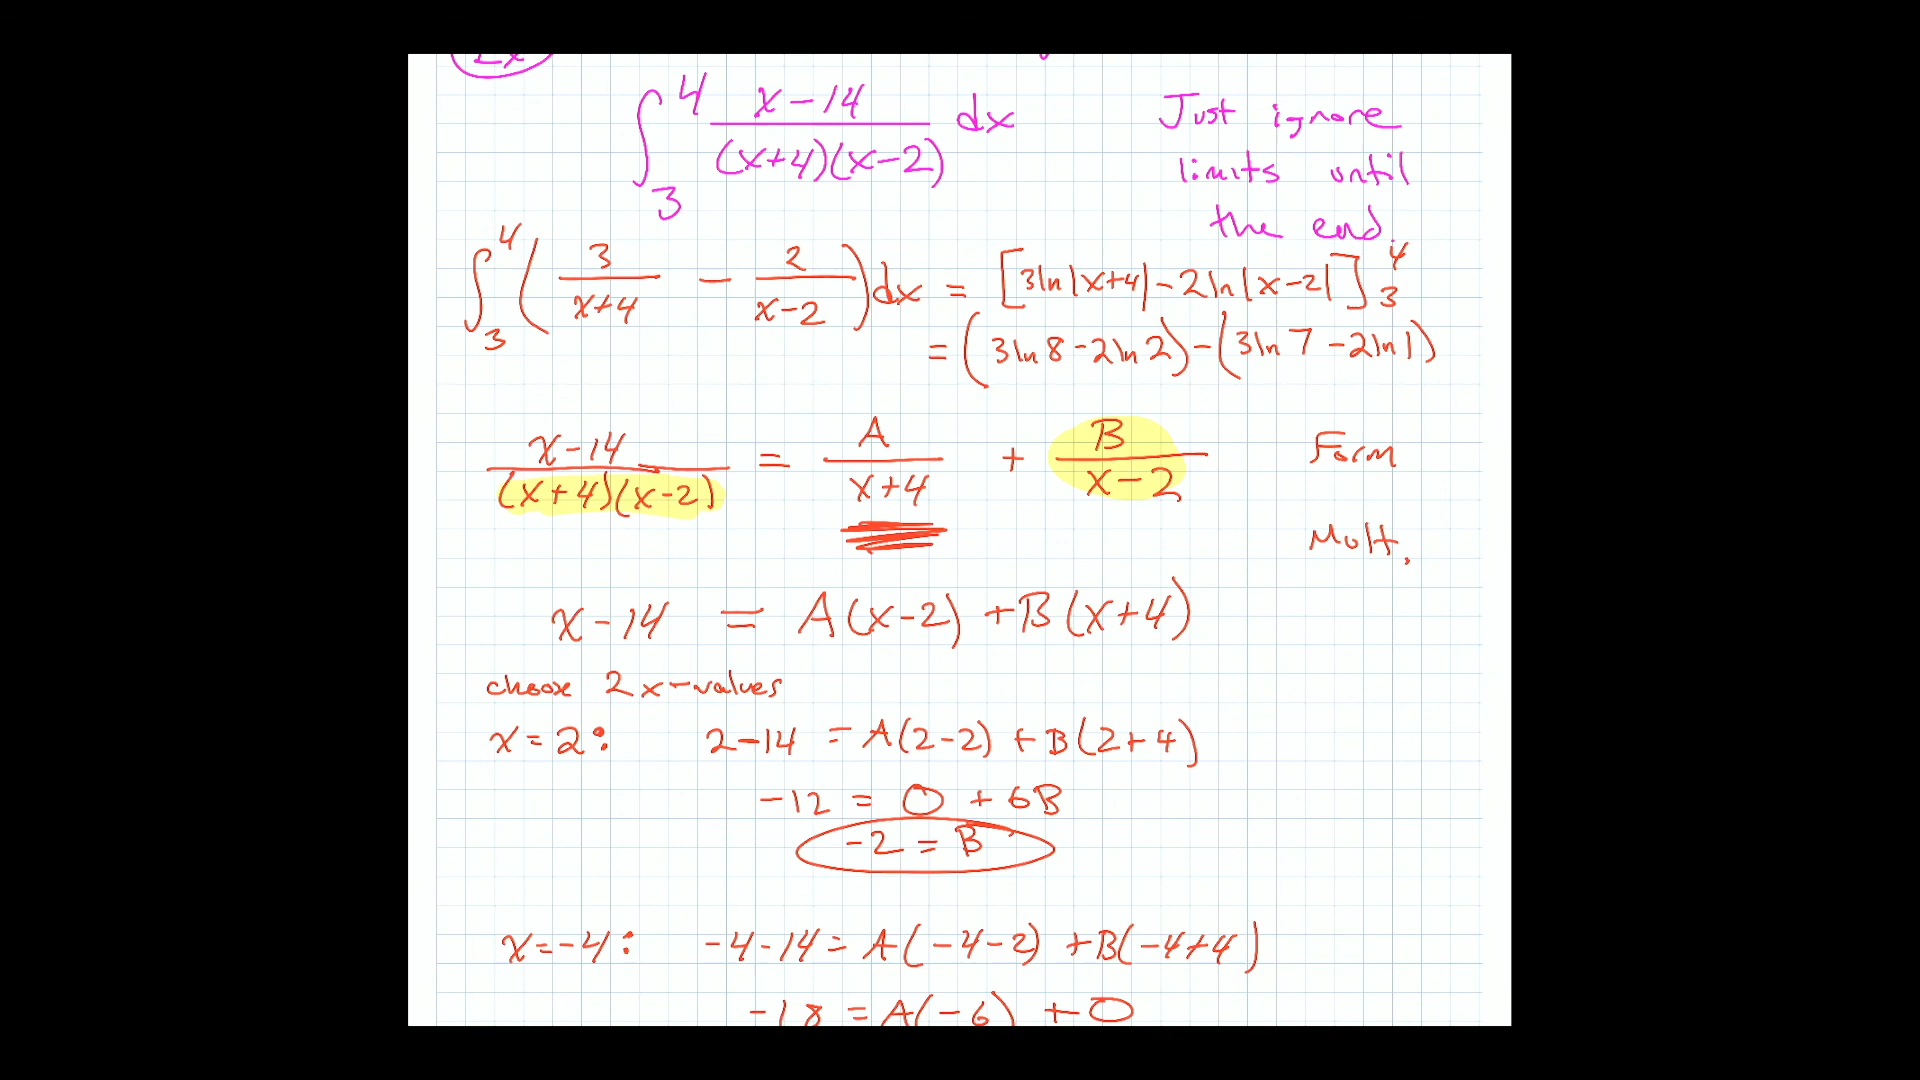 Ex
∫₃⁴ (x-14)/((x+4)(x-2)) dx
Just ignore
limits until
the end.
∫₃⁴ (3/(x+4) - 2/(x-2)) dx = [3ln|x+4| - 2ln|x-2|]₃⁴
= (3ln8 - 2ln2) - (3ln7 - 2ln1)
(x-14)/((x+4)(x-2)) = A/(x+4) + B/(x-2) Form
Mult.
x-14 = A(x-2) + B(x+4)
choose 2 x-values
x=2: 2-14 = A(2-2) + B(2+4)
-12 = 0 + 6B
-2 = B
x=-4: -4-14 = A(-4-2) + B(-4+4)
-18 = A(-6) + 0